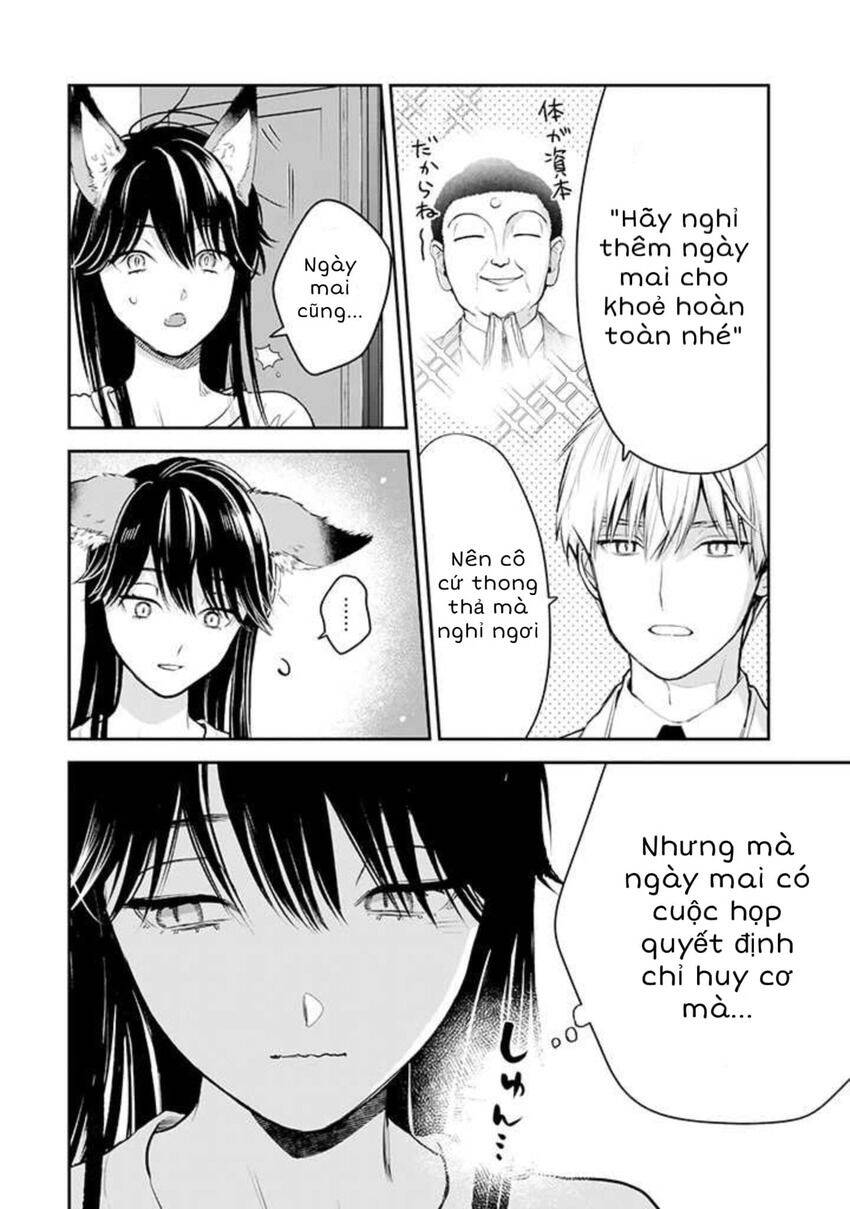 体が資本
だからね〜
"Hãy nghỉ
thêm ngày
mai cho
khoẻ hoàn
toàn nhé"
Nên cô
cứ thong
thả mà
nghỉ ngơi
Ngày
mai
cũng...
………
Nhưng mà
ngày mai có
cuộc họp
quyết định
chỉ huy cơ
mà...
しゅん…